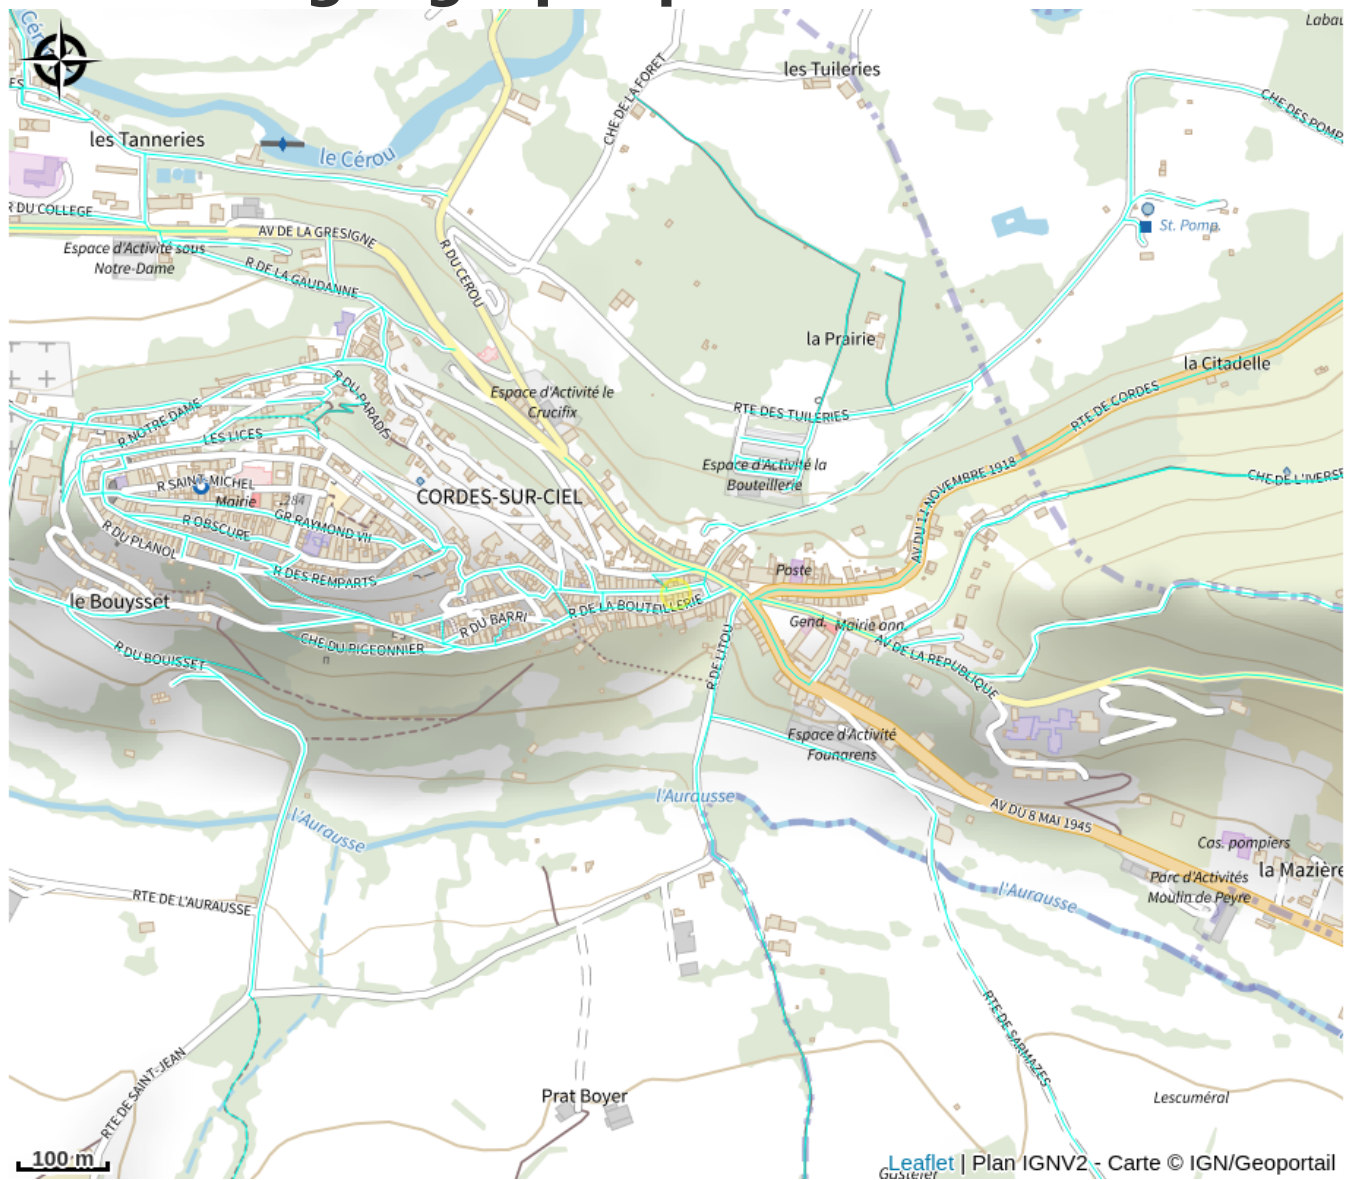 Labau
les Tuileries
CHE DE LA FORET
CHE DES POMP
ES
les Tanneries
le Cérou
R DU COLLEGE
St. Pomp.
AV DE LA GRESIGNE
Espace d'Activité sous
Notre-Dame
R DE LA GAUDANNE
R DU CEROU
la Prairie
la Citadelle
Espace d'Activité le
Crucifix
RTE DES TUILERIES
RTE DE CORDES
R DU PARADIS
R NOTRE DAME
LES LICES
Espace d'Activité la
Bouteillerie
AV DU 11 NOVEMBRE 1918
CHE DE L'IVERSE
R SAINT-MICHEL
Mairie
284
CORDES-SUR-CIEL
GR RAYMOND VII
R OBSCURE
R DU PLANOL
R DES REMPARTS
Poste
le Bouysset
R DE LA BOUTEILLERIE
R DU BARRI
Gend.
Mairie ann.
CHE DU PIGEONNIER
R DU BOUISSET
R DE LITOU
AV DE LA REPUBLIQUE
Espace d'Activité
Founarens
l'Aurausse
l'Aurausse
AV DU 8 MAI 1945
Cas. pompiers
la Mazière
Parc d'Activités
Moulin de Peyre
l'Aurausse
RTE DE L'AURAUSSE
RTE DE SARMAZES
RTE DE SAINT-JEAN
Prat Boyer
Lescuméral
100 m
Leaflet | Plan IGNV2 - Carte © IGN/Geoportail